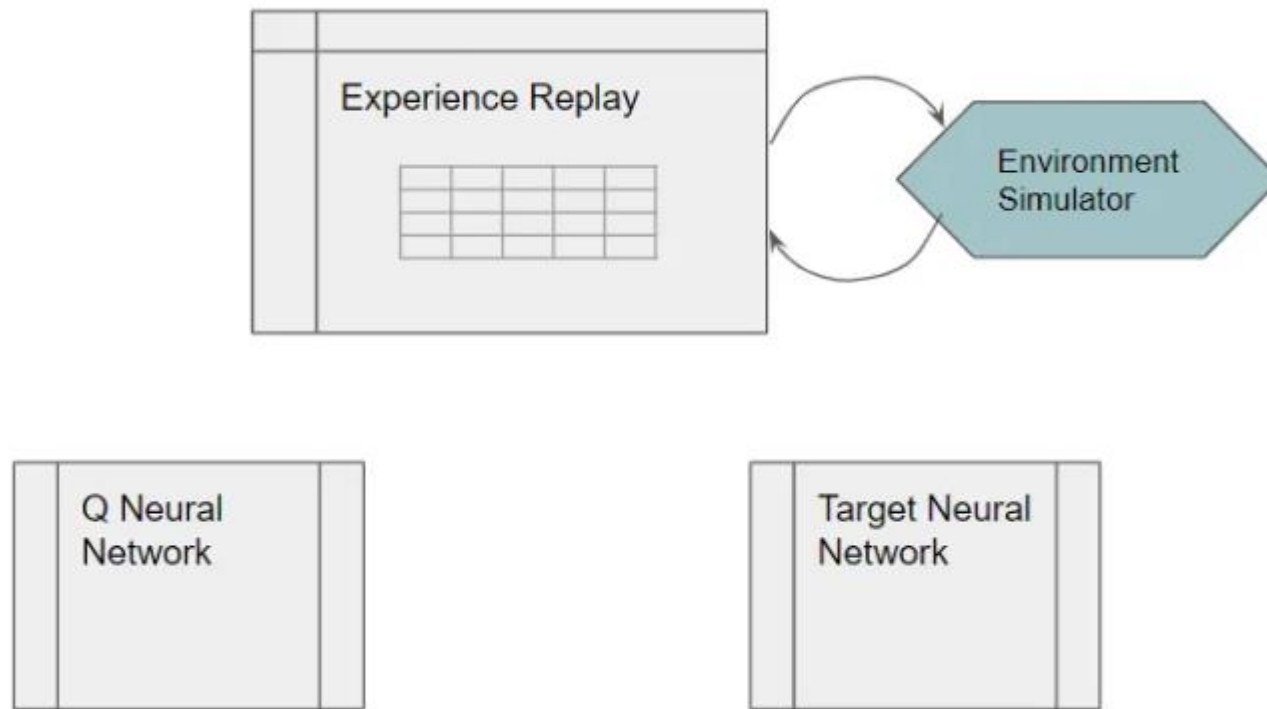 Experience Replay
Environment
Simulator
Q Neural
Network
Target Neural
Network